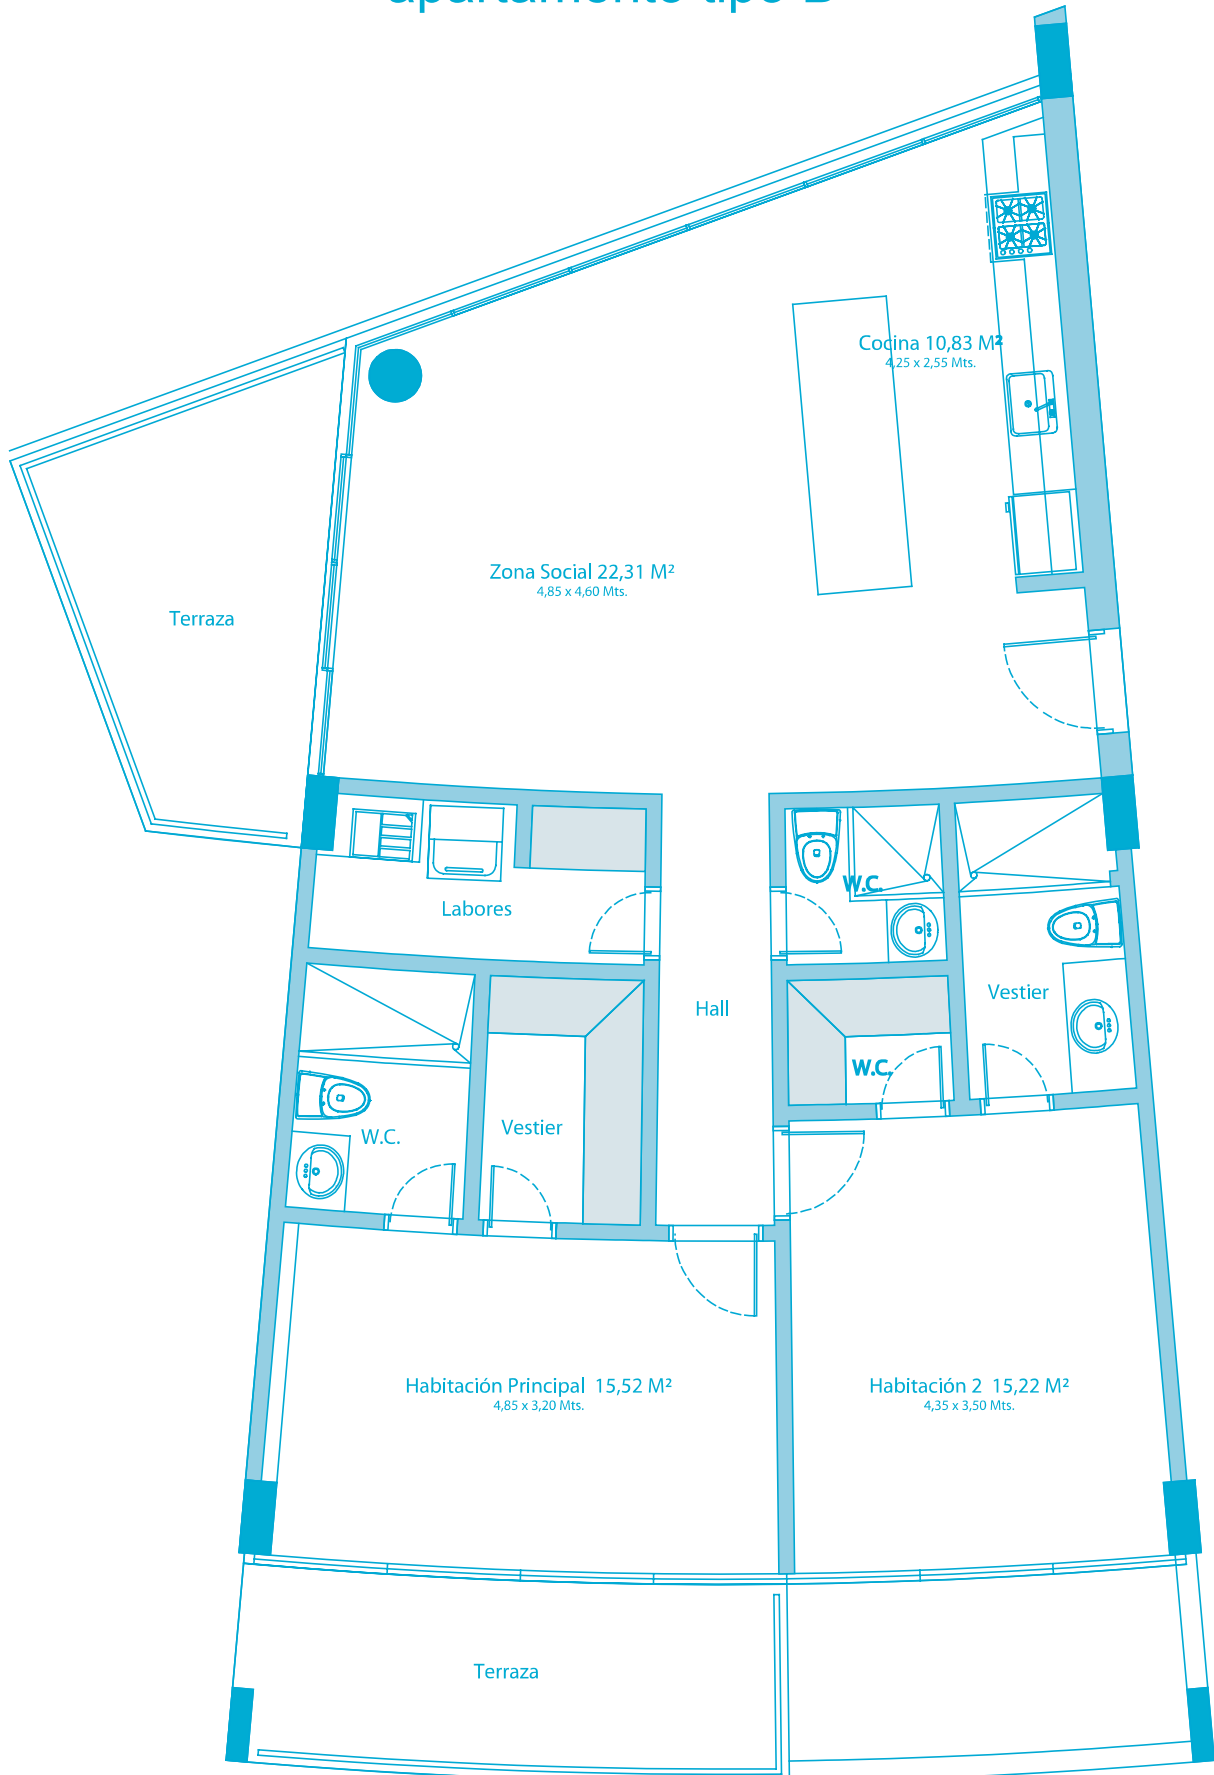 apartamento tipo B
Cocina 10,83 M²
4,25 x 2,55 Mts.
Zona Social 22,31 M²
4,85 x 4,60 Mts.
Terraza
W.C.
Labores
Vestier
Hall
W.C.
Vestier
W.C.
Habitación Principal 15,52 M²
4,85 x 3,20 Mts.
Habitación 2 15,22 M²
4,35 x 3,50 Mts.
Terraza